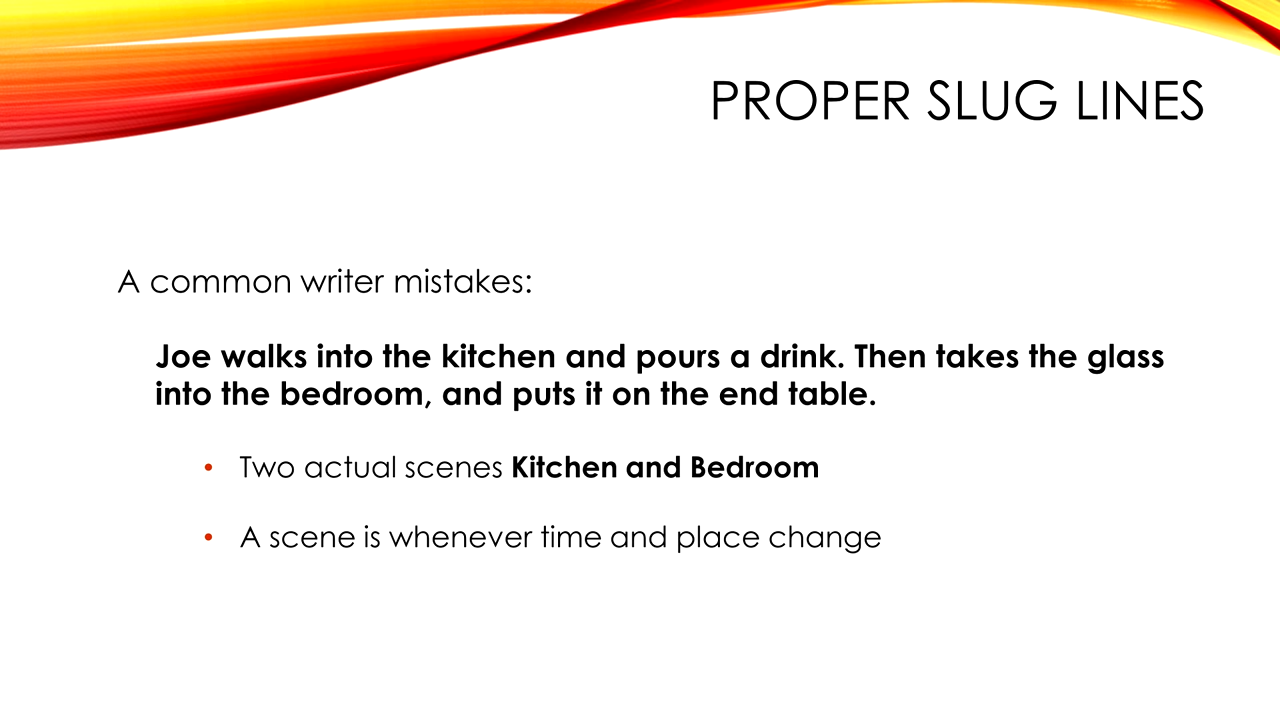 PROPER SLUG LINES
A common writer mistakes:
Joe walks into the kitchen and pours a drink. Then takes the glass
into the bedroom, and puts it on the end table.
• Two actual scenes Kitchen and Bedroom
• A scene is whenever time and place change